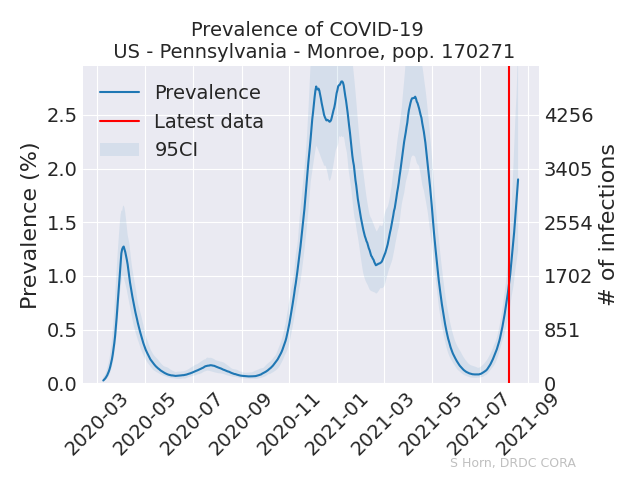 Prevalence of COVID-19
US - Pennsylvania - Monroe, pop. 170271
Prevalence
Latest data
95CI
Prevalence (%)
2.5
2.0
1.5
1.0
0.5
0.0
4256
3405
2554
1702
851
0
# of infections
2020-03
2020-05
2020-07
2020-09
2020-11
2021-01
2021-03
2021-05
2021-07
2021-09
S Horn, DRDC CORA